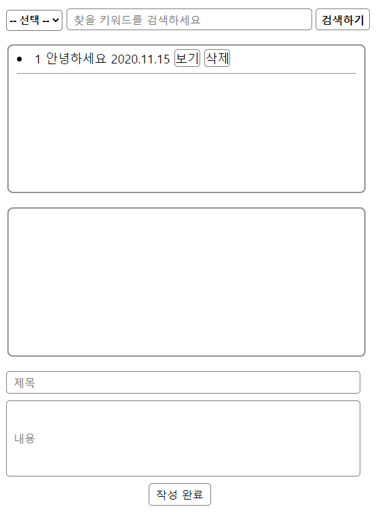 -- 선택 -- 찾을 키워드를 검색하세요 검색하기
1 안녕하세요 2020.11.15 보기 삭제
제목
내용
작성 완료